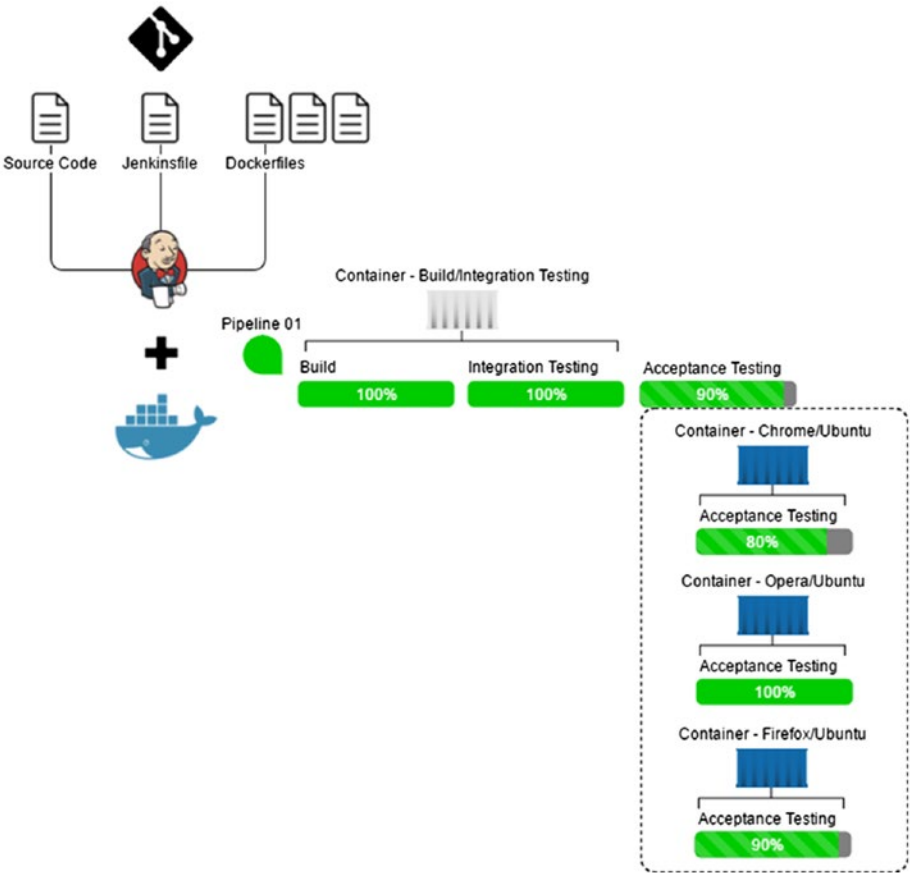 Source Code
Jenkinsfile
Dockerfiles
Container - Build/Integration Testing
Pipeline 01
Build
Integration Testing
Acceptance Testing
100%
100%
90%
Container - Chrome/Ubuntu
Acceptance Testing
80%
Container - Opera/Ubuntu
Acceptance Testing
100%
Container - Firefox/Ubuntu
Acceptance Testing
90%